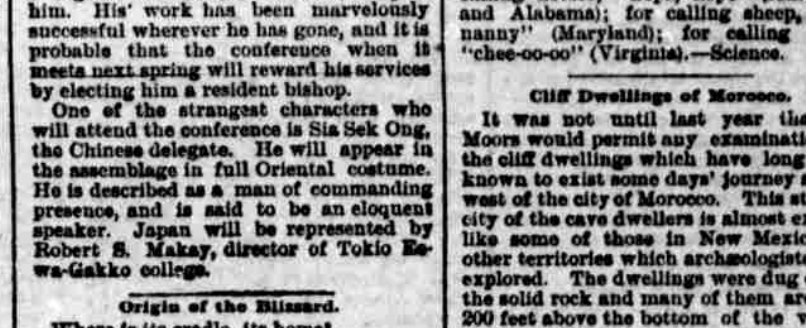 him. His' work has been marvelously
successful wherever he has gone, and it is
probable that the conference when it
meets next spring will reward his services
by electing him a resident bishop.
One of the strangest characters who
will attend the conference is Sia Sek Ong,
the Chinese delegate. He will appear in
the assemblage in full Oriental costume.
He is described as a man of commanding
presence, and is said to be an eloquent
speaker. Japan will be represented by
Robert S. Makay, director of Tokio Ee-
wa-Gakko college.
Origin of the Blizzard.
and Alabama); for calling sheep,
nanny" (Maryland); for calling
"chee-oo-oo" (Virginia).—Science.
Cliff Dwellings of Morocco.
It was not until last year
Moors would permit any
the cliff dwellings which have long
known to exist some days' journey
west of the city of Morocco. This
city of the cave dwellers is almost
like some of those in New
other territories which
explored. The dwellings were dug
the solid rock and many of them
200 feet above the bottom of the